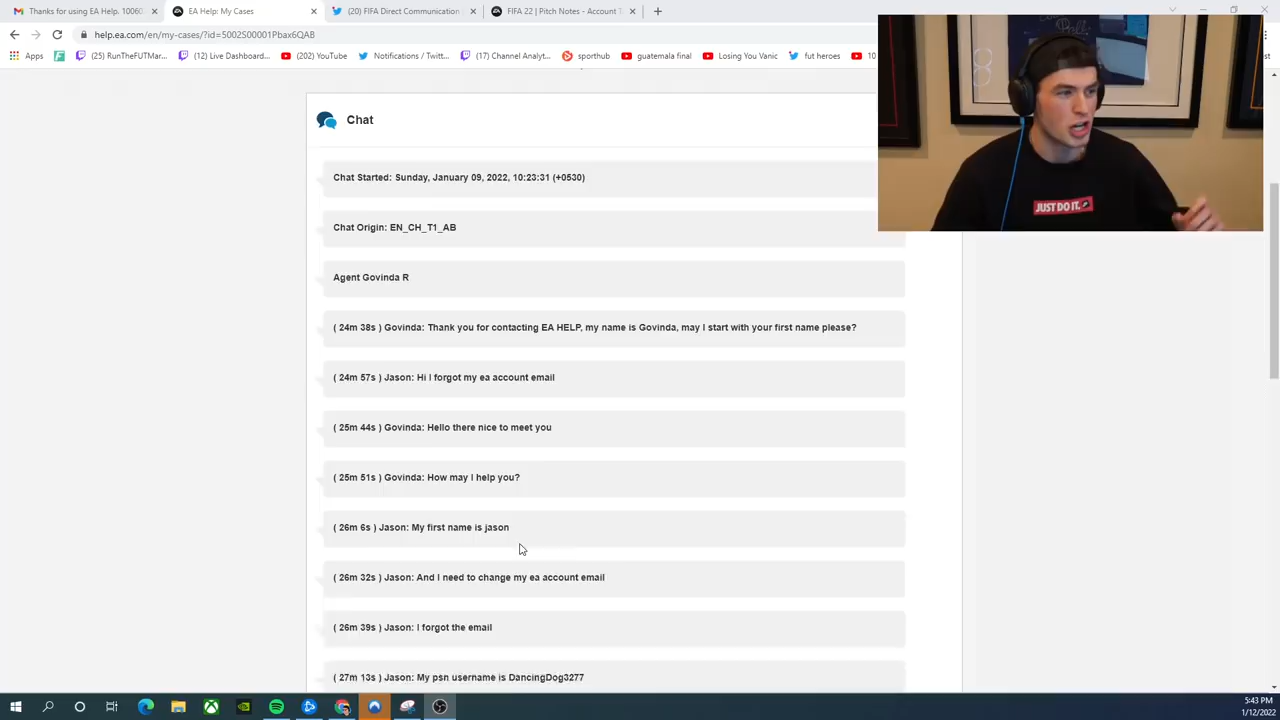 Thanks for using EA Help. 10060
EA Help: My Cases
(20) FIFA Direct Communication
FIFA 22 | Pitch Notes - Account T
help.ea.com/en/my-cases/?id=5002S00001Pbax6QAB
Apps
(25) RunTheFUTMar...
(12) Live Dashboard...
(202) YouTube
Notifications / Twitt...
(17) Channel Analyt...
sporthub
guatemala final
Losing You Vanic
fut heroes
10
Chat
Chat Started: Sunday, January 09, 2022, 10:23:31 (+0530)
JUST DO IT.
Chat Origin: EN_CH_T1_AB
Agent Govinda R
( 24m 38s ) Govinda: Thank you for contacting EA HELP, my name is Govinda, may I start with your first name please?
( 24m 57s ) Jason: Hi I forgot my ea account email
( 25m 44s ) Govinda: Hello there nice to meet you
( 25m 51s ) Govinda: How may I help you?
( 26m 6s ) Jason: My first name is jason
( 26m 32s ) Jason: And I need to change my ea account email
( 26m 39s ) Jason: I forgot the email
( 27m 13s ) Jason: My psn username is DancingDog3277
5:43 PM
1/12/2022